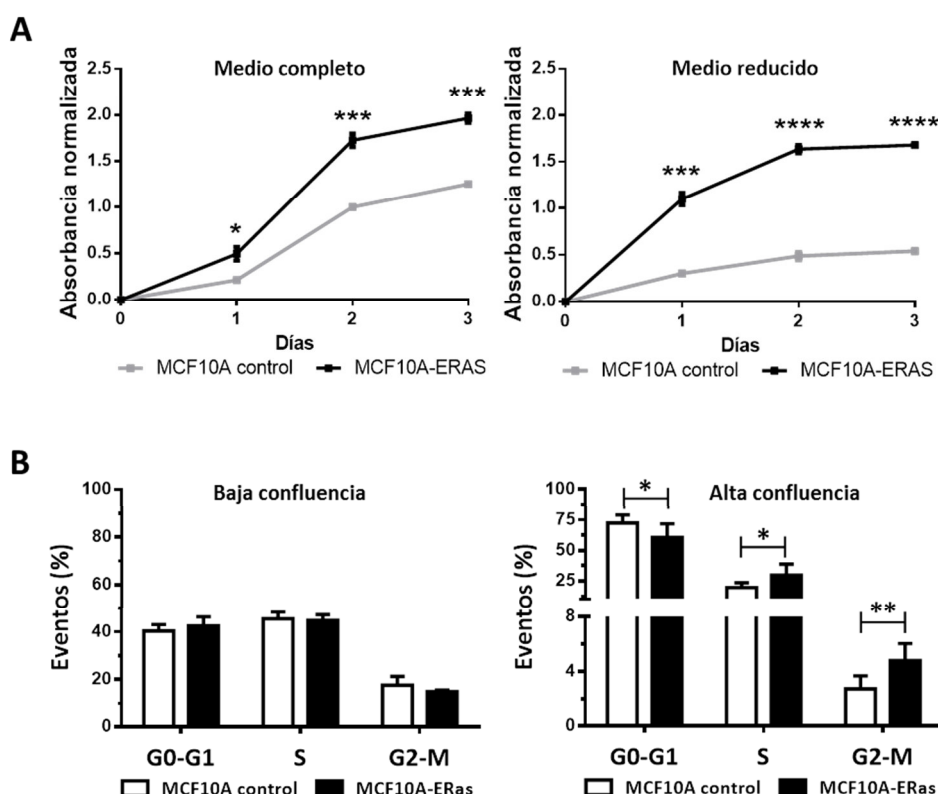 A
Medio completo
Absorbancia normalizada
2.5
2.0
1.5
1.0
0.5
0.0
*
***
***
0 1 2 3
Días
MCF10A control MCF10A-ERAS
Medio reducido
Absorbancia normalizada
2.5
2.0
1.5
1.0
0.5
0.0
***
****
****
0 1 2 3
Días
MCF10A control MCF10A-ERAS
B
Baja confluencia
Eventos (%)
100
80
60
40
20
0
G0-G1 S G2-M
MCF10A control MCF10A-ERas
Alta confluencia
Eventos (%)
100
75
50
25
8
4
0
*
*
**
G0-G1 S G2-M
MCF10A control MCF10A-ERas